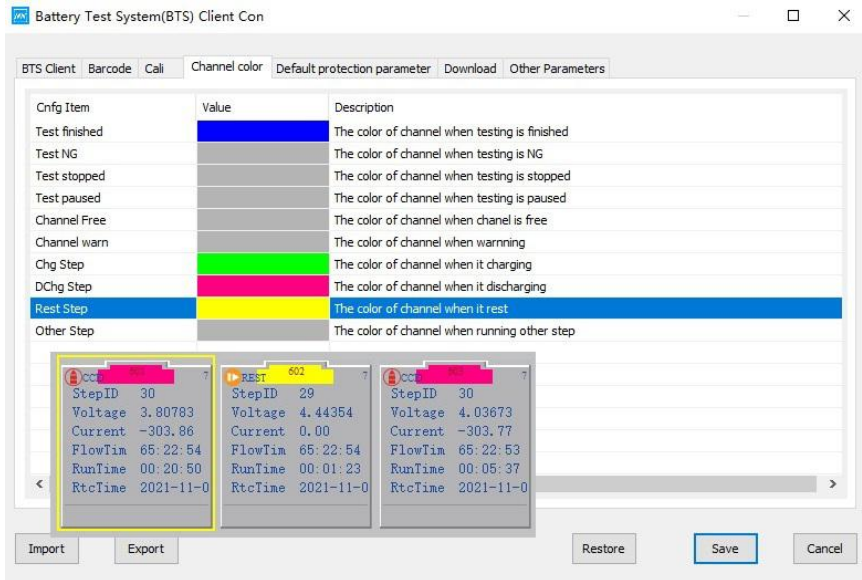 Battery Test System(BTS) Client Con
BTS Client Barcode Cali Channel color Default protection parameter Download Other Parameters
Cnfg Item Value Description
Test finished The color of channel when testing is finished
Test NG The color of channel when testing is NG
Test stopped The color of channel when testing is stopped
Test paused The color of channel when testing is paused
Channel Free The color of channel when chanel is free
Channel warn The color of channel when warnning
Chg Step The color of channel when it charging
DChg Step The color of channel when it discharging
Rest Step The color of channel when it rest
Other Step The color of channel when running other step
601 7 602 7 603 7
REST
StepID 30 StepID 29 StepID 30
Voltage 3.80783 Voltage 4.44354 Voltage 4.03673
Current -303.86 Current 0.00 Current -303.77
FlowTim 65:22:54 FlowTim 65:22:54 FlowTim 65:22:53
RunTime 00:20:50 RunTime 00:01:23 RunTime 00:05:37
RtcTime 2021-11-0 RtcTime 2021-11-0 RtcTime 2021-11-0
Import Export Restore Save Cancel